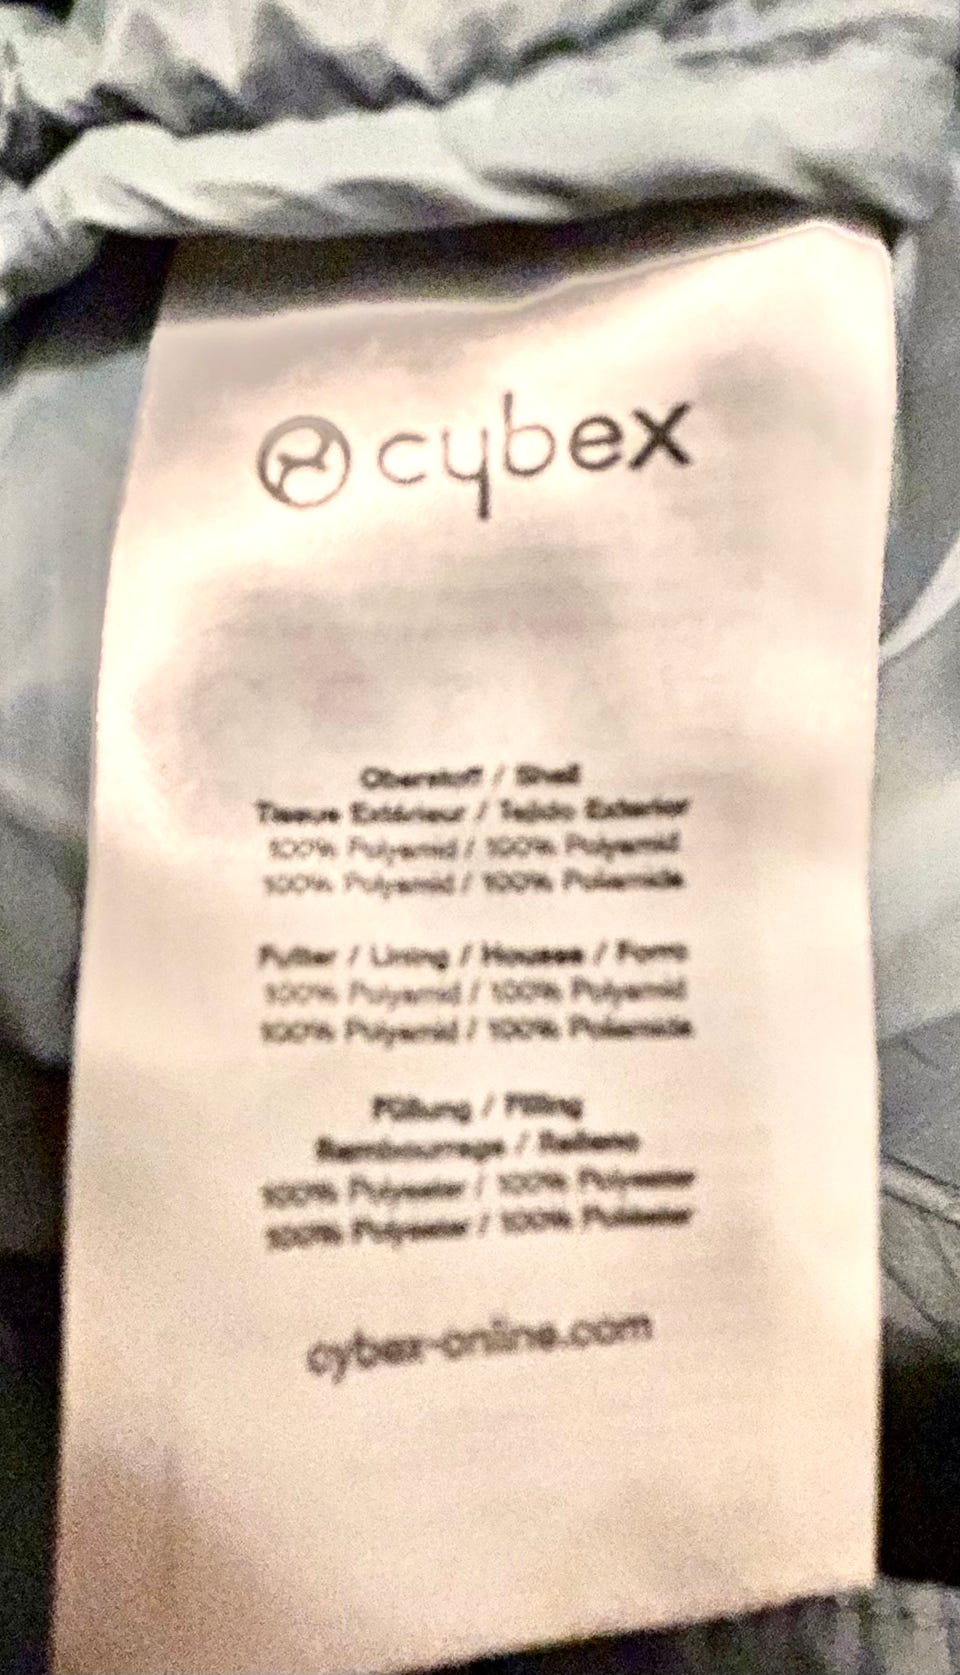 cybex
Oberstoff / Shell
Tissue Extérieur / Tejido Exterior
100% Polyamid / 100% Polyamid
100% Polyamid / 100% Poliamida
Futter / Lining / Housse / Forro
100% Polyamid / 100% Polyamid
100% Polyamid / 100% Poliamida
Füllung / Filling
Rembourrage / Relleno
100% Polyester / 100% Polyester
100% Polyester / 100% Poliéster
cybex-online.com